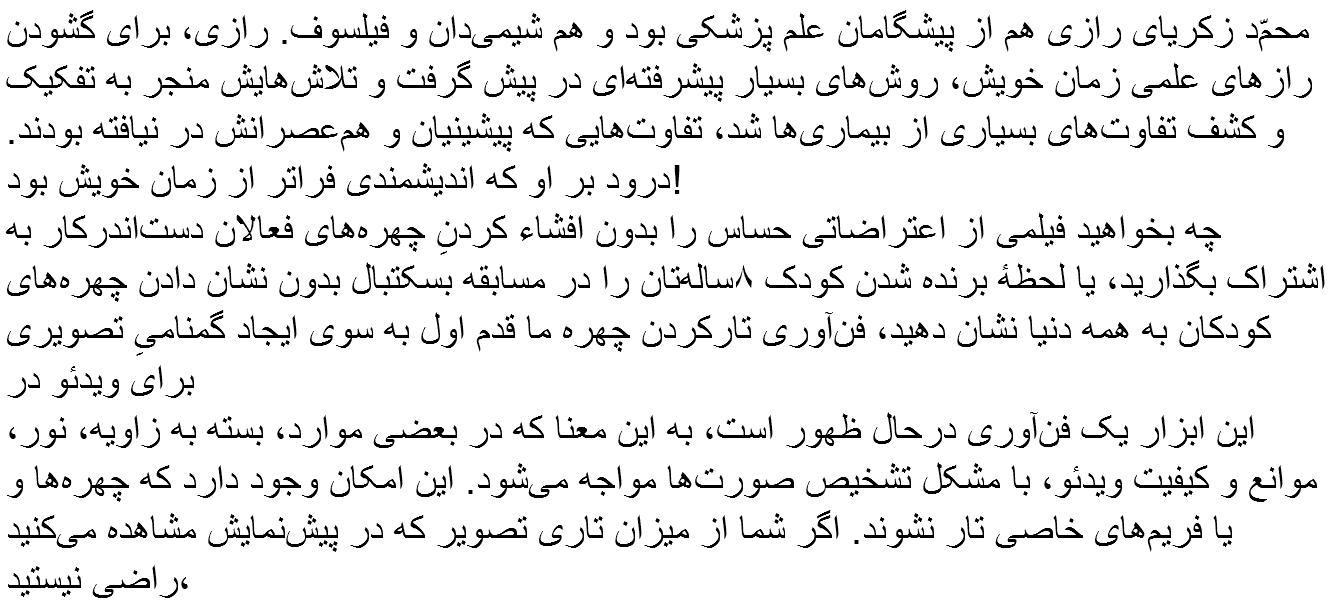 محمّد زکریای رازی هم از پیشگامان علم پزشکی بود و هم شیمی‌دان و فیلسوف. رازی، برای گشودن
رازهای علمی زمان خویش، روش‌های بسیار پیشرفته‌ای در پیش گرفت و تلاش‌هایش منجر به تفکیک
و کشف تفاوت‌های بسیاری از بیماری‌ها شد، تفاوت‌هایی که پیشینیان و هم‌عصرانش در نیافته بودند.
درود بر او که اندیشمندی فراتر از زمان خویش بود!
چه بخواهید فیلمی از اعتراضاتی حساس را بدون افشاء کردنِ چهره‌های فعالان دست‌اندرکار به
اشتراک بگذارید، یا لحظهٔ برنده شدن کودک ۸ساله‌تان را در مسابقه بسکتبال بدون نشان دادن چهره‌های
کودکان به همه دنیا نشان دهید، فن‌آوری تارکردن چهره ما قدم اول به سوی ایجاد گمنامیِ تصویری
برای ویدئو در
این ابزار یک فن‌آوری درحال ظهور است، به این معنا که در بعضی موارد، بسته به زاویه، نور،
موانع و کیفیت ویدئو، با مشکل تشخیص صورت‌ها مواجه می‌شود. این امکان وجود دارد که چهره‌ها و
یا فریم‌های خاصی تار نشوند. اگر شما از میزان تاری تصویر که در پیش‌نمایش مشاهده می‌کنید
راضی نیستید،